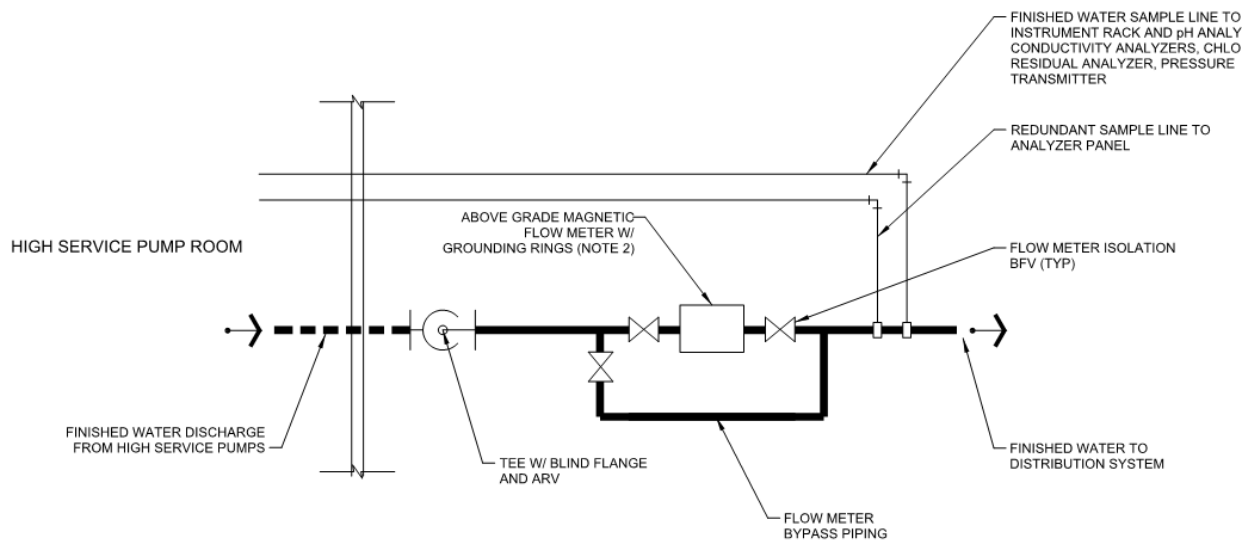 FINISHED WATER SAMPLE LINE TO
INSTRUMENT RACK AND pH ANALY
CONDUCTIVITY ANALYZERS, CHLO
RESIDUAL ANALYZER, PRESSURE
TRANSMITTER
REDUNDANT SAMPLE LINE TO
ANALYZER PANEL
ABOVE GRADE MAGNETIC
FLOW METER W/
GROUNDING RINGS (NOTE 2)
HIGH SERVICE PUMP ROOM
FLOW METER ISOLATION
BFV (TYP)
FINISHED WATER DISCHARGE
FROM HIGH SERVICE PUMPS
TEE W/ BLIND FLANGE
AND ARV
FINISHED WATER TO
DISTRIBUTION SYSTEM
FLOW METER
BYPASS PIPING